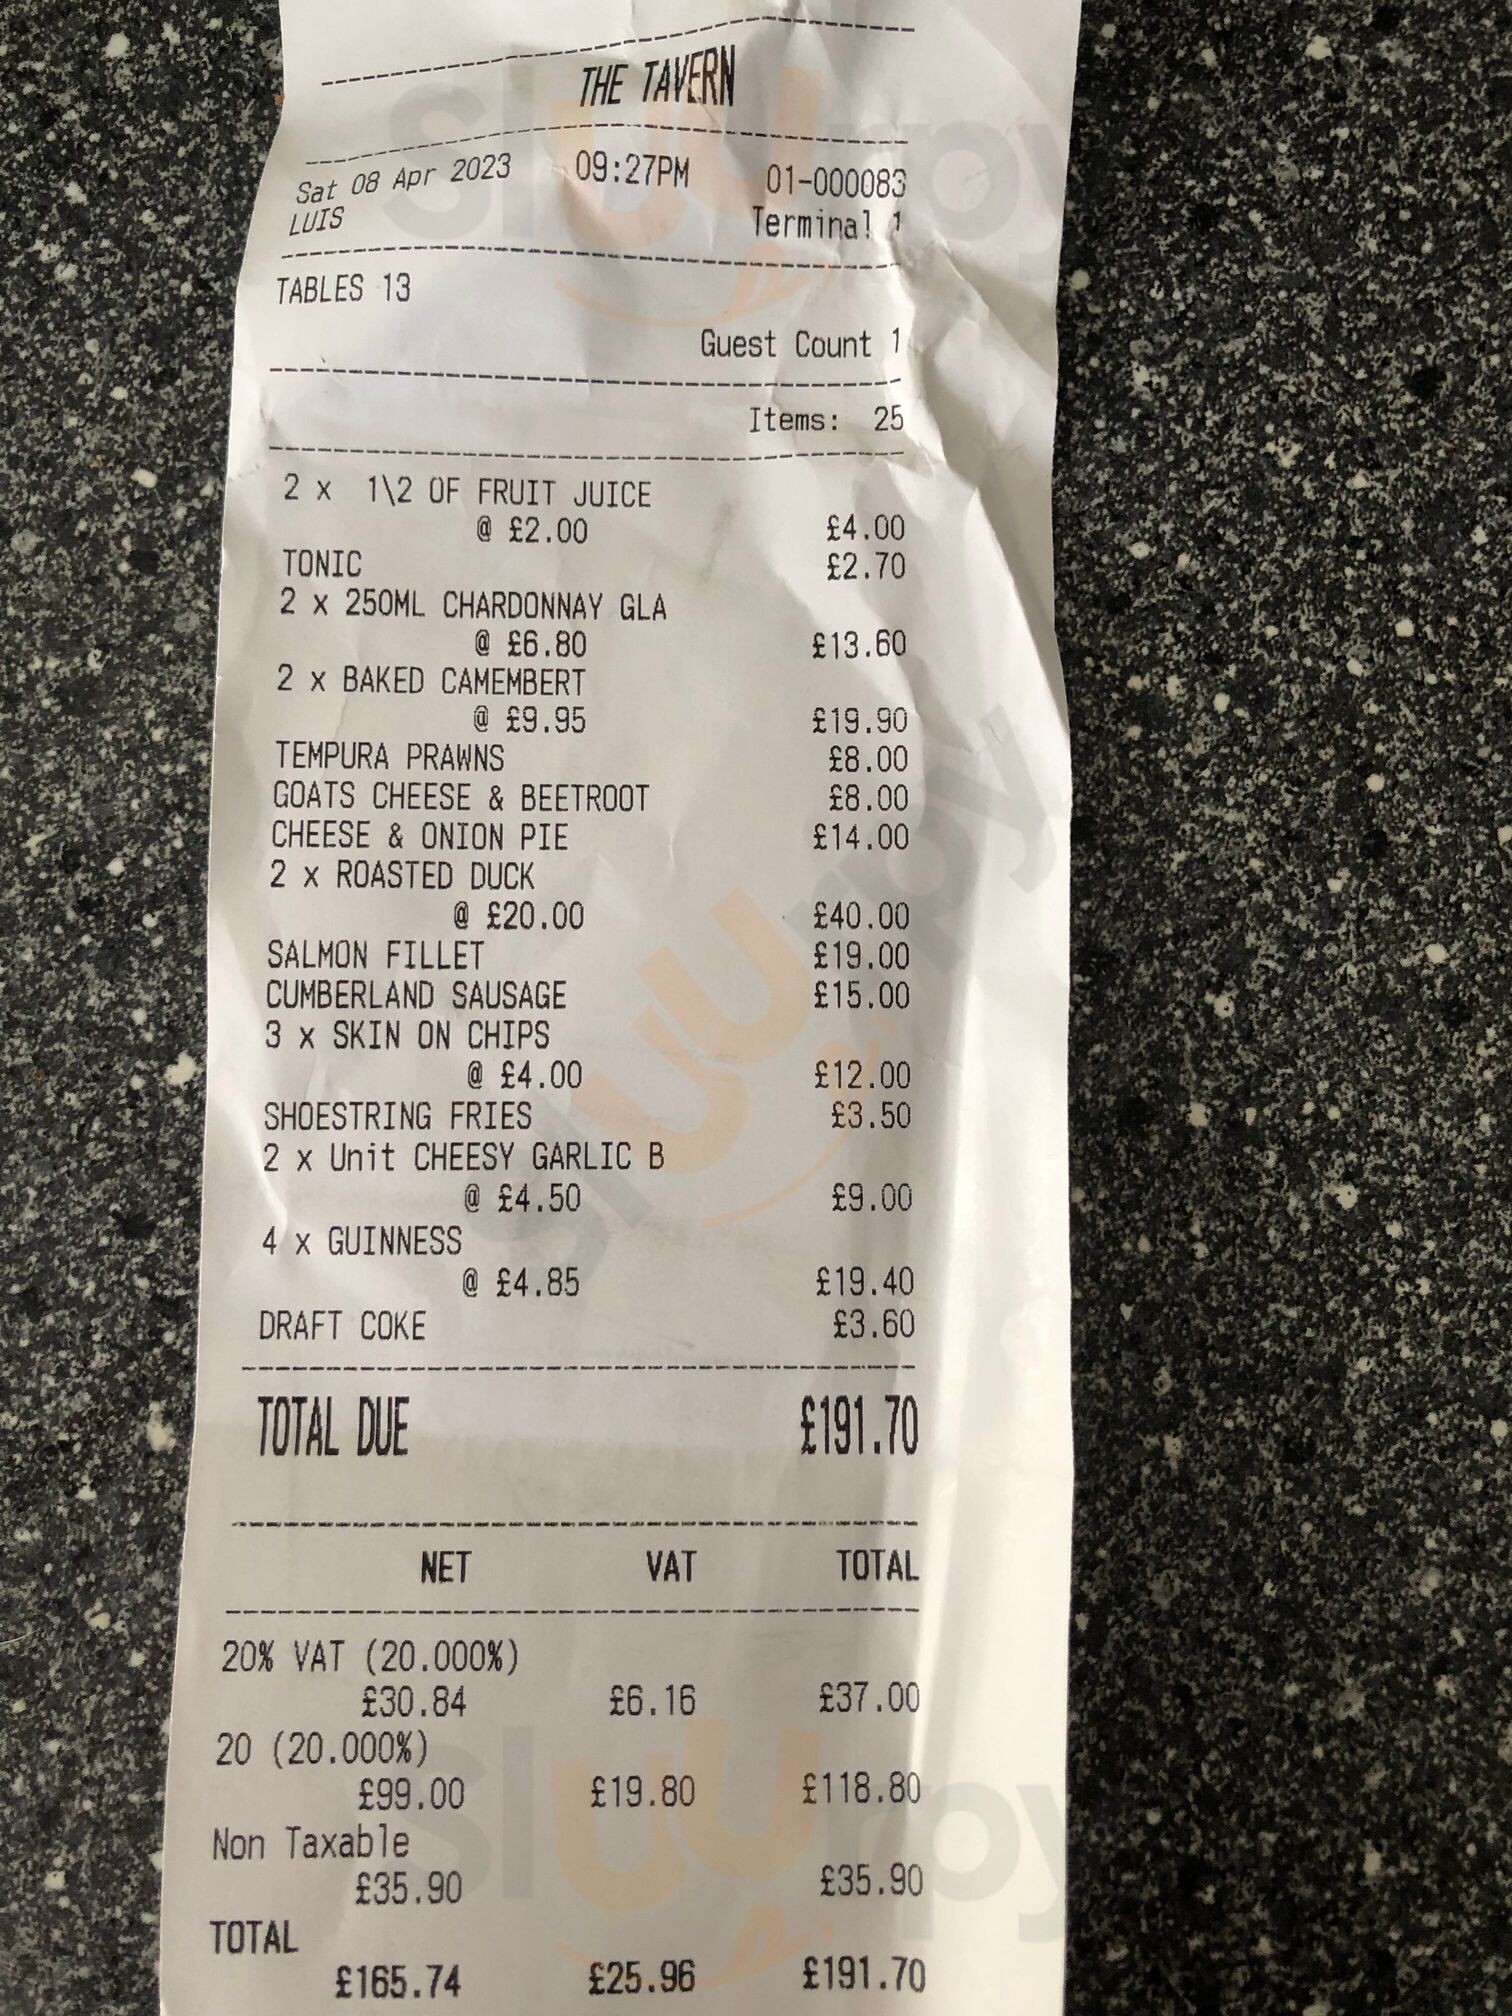 THE TAVERN
Sat 08 Apr 2023 09:27PM 01-000083
LUIS Terminal 1
TABLES 13
Guest Count 1
Items: 25
2 x 1\2 OF FRUIT JUICE
@ £2.00 £4.00
TONIC £2.70
2 x 250ML CHARDONNAY GLA
@ £6.80 £13.60
2 x BAKED CAMEMBERT
@ £9.95 £19.90
TEMPURA PRAWNS £8.00
GOATS CHEESE & BEETROOT £8.00
CHEESE & ONION PIE £14.00
2 x ROASTED DUCK
@ £20.00 £40.00
SALMON FILLET £19.00
CUMBERLAND SAUSAGE £15.00
3 x SKIN ON CHIPS
@ £4.00 £12.00
SHOESTRING FRIES £3.50
2 x Unit CHEESY GARLIC B
@ £4.50 £9.00
4 x GUINNESS
@ £4.85 £19.40
DRAFT COKE £3.60
TOTAL DUE £191.70
NET VAT TOTAL
20% VAT (20.000%)
£30.84 £6.16 £37.00
20 (20.000%)
£99.00 £19.80 £118.80
Non Taxable
£35.90 £35.90
TOTAL
£165.74 £25.96 £191.70
Sluurpy
Sluurpy
Sluurpy